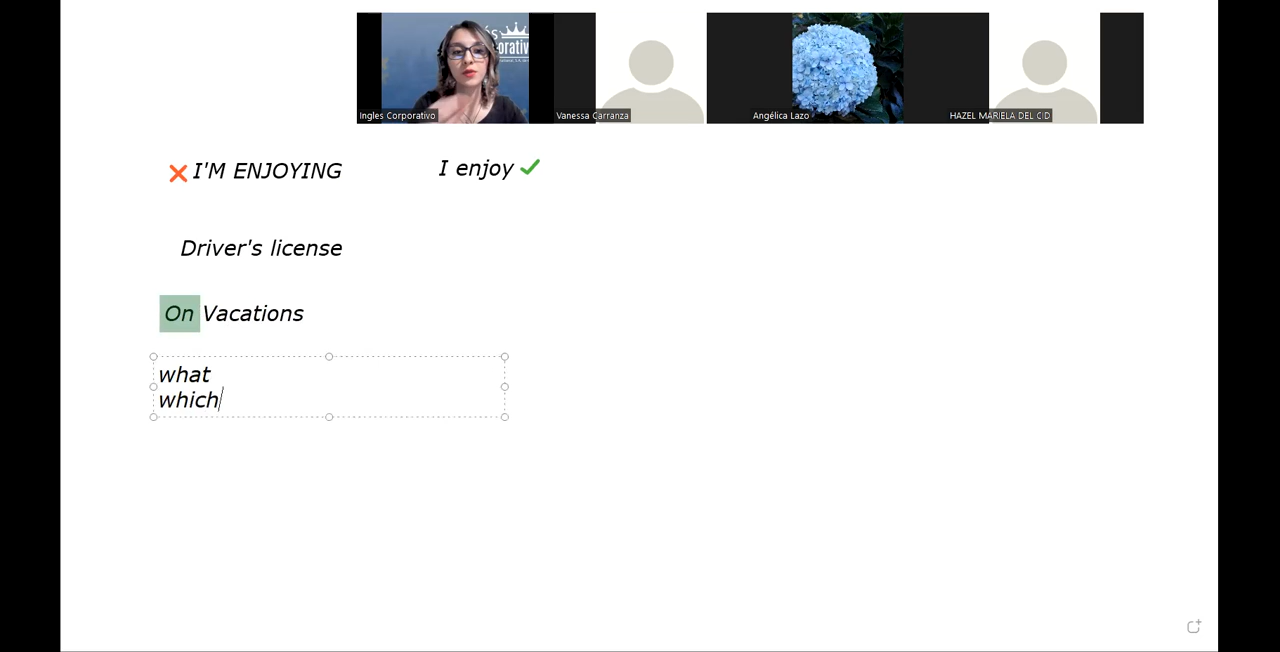 Ingles Corporativo
Vanessa Carranza
Angélica Lazo
HAZEL MARIELA DEL CID
I'M ENJOYING
I enjoy
Driver's license
On Vacations
what
which